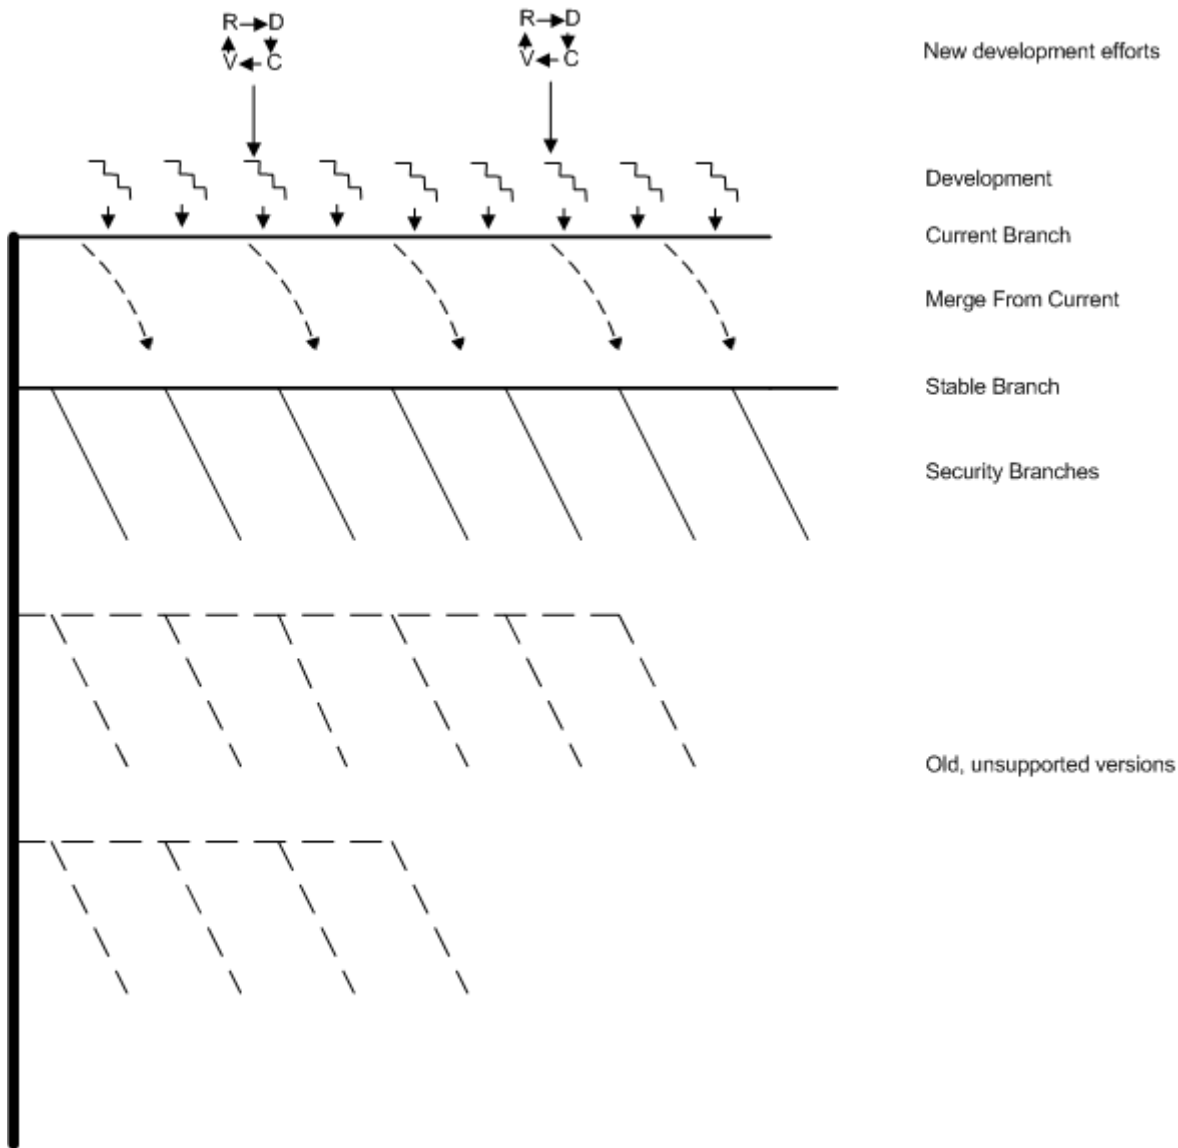 R D R D
V C V C
New development efforts
Development
Current Branch
Merge From Current
Stable Branch
Security Branches
Old, unsupported versions